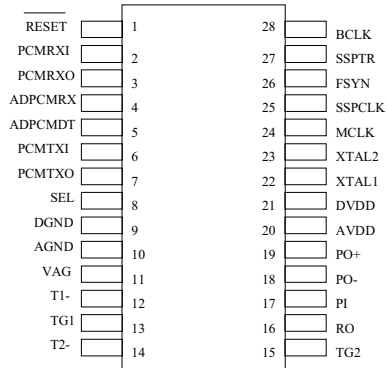 RESET 1 28 BCLK
PCMRXI 2 27 SSPTR
PCMRXO 3 26 FSYN
ADPCMRX 4 25 SSPCLK
ADPCMDT 5 24 MCLK
PCMTXI 6 23 XTAL2
PCMTXO 7 22 XTAL1
SEL 8 21 DVDD
DGND 9 20 AVDD
AGND 10 19 PO+
VAG 11 18 PO-
T1- 12 17 PI
TG1 13 16 RO
T2- 14 15 TG2